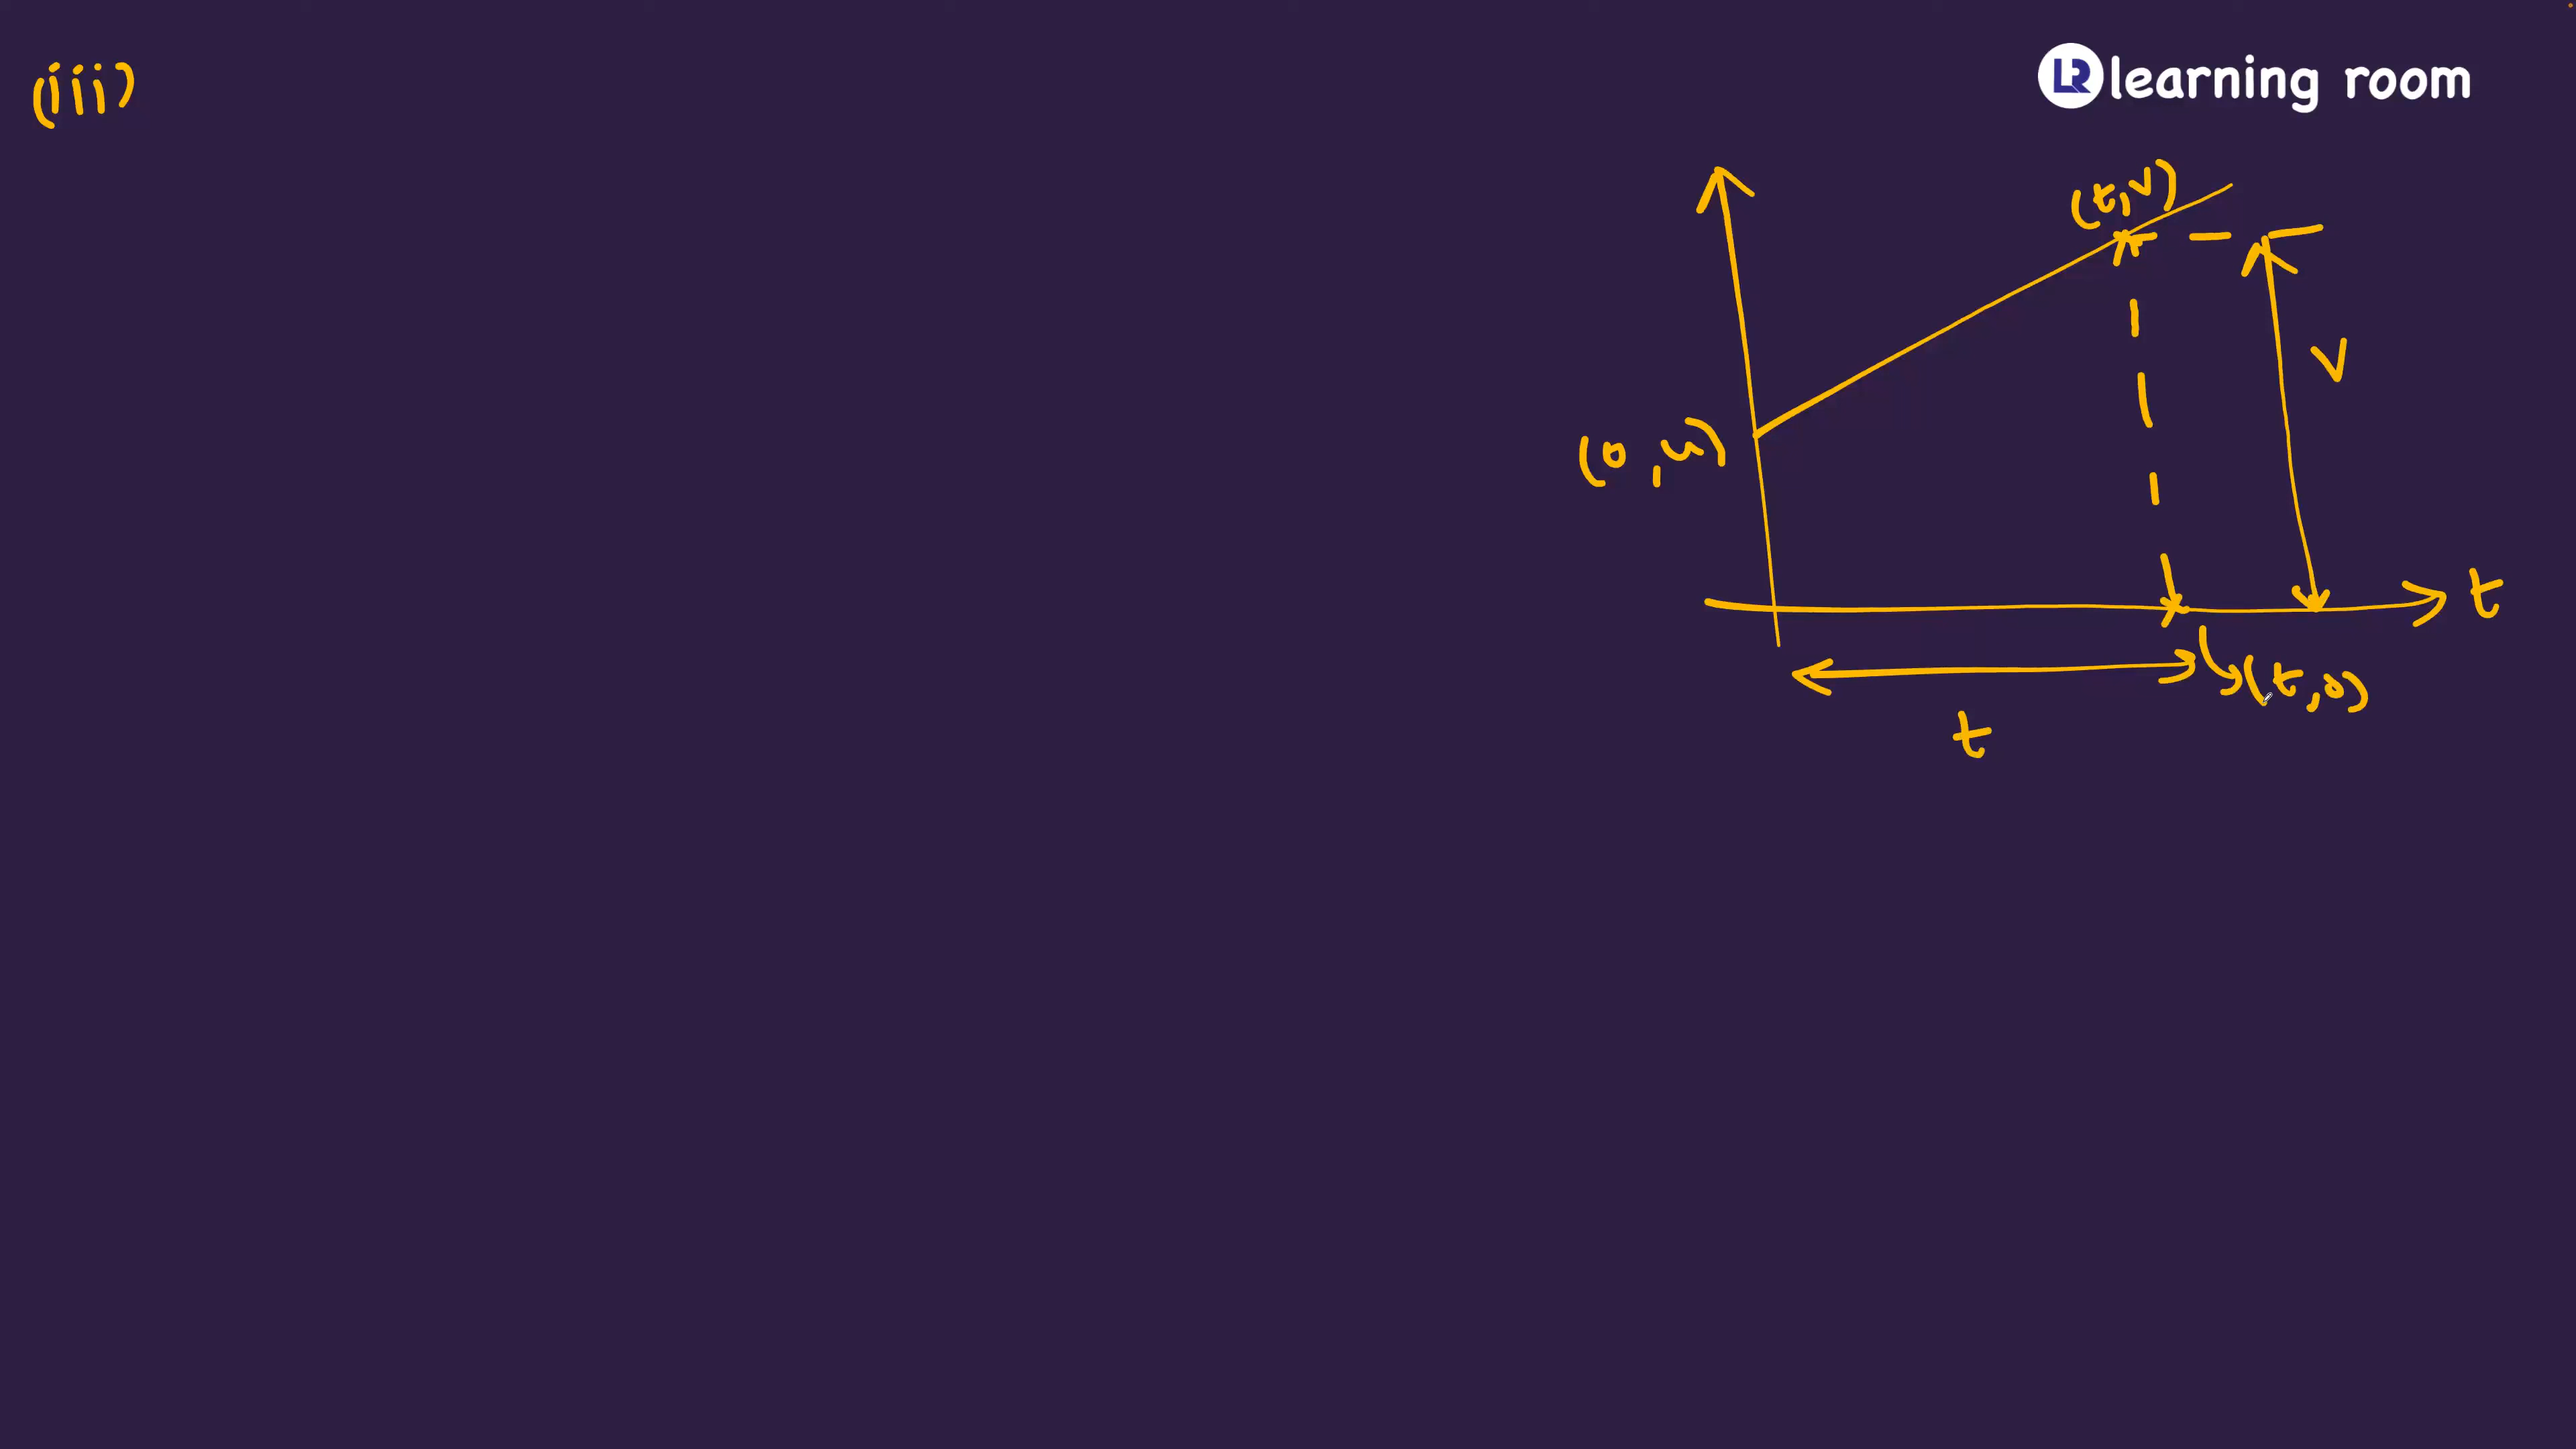 (iii)
learning room
(t,v)
v
(0,u)
t
(t,0)
t